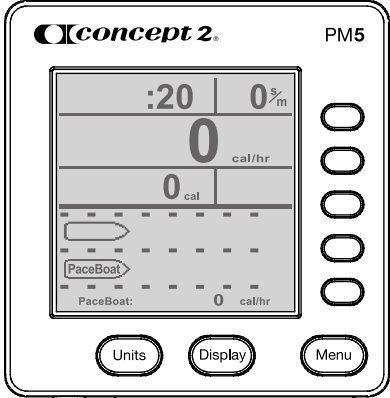 concept 2® PM5
:20 0 s/m
0 cal/hr
0 cal
PaceBoat
PaceBoat: 0 cal/hr
Units Display Menu